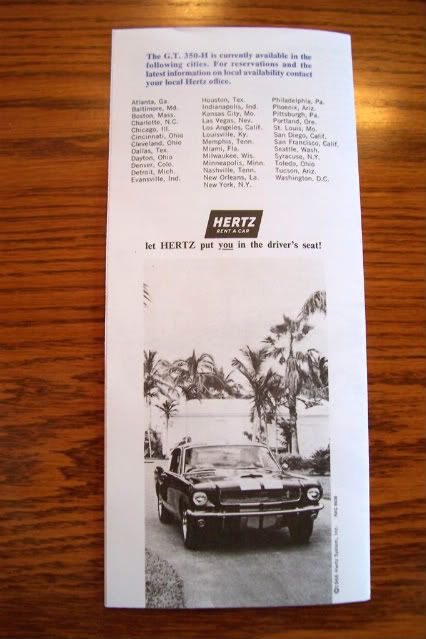 The G.T. 350-H is currently available in the
following cities. For reservations and the
latest information on local availability contact
your local Hertz office.
Atlanta, Ga.
Baltimore, Md.
Boston, Mass.
Charlotte, N.C.
Chicago, Ill.
Cincinnati, Ohio
Cleveland, Ohio
Dallas, Tex.
Dayton, Ohio
Denver, Colo.
Detroit, Mich.
Evansville, Ind.
Houston, Tex.
Indianapolis, Ind.
Kansas City, Mo.
Las Vegas, Nev.
Los Angeles, Calif.
Louisville, Ky.
Memphis, Tenn.
Miami, Fla.
Milwaukee, Wis.
Minneapolis, Minn.
Nashville, Tenn.
New Orleans, La.
New York, N.Y.
Philadelphia, Pa.
Phoenix, Ariz.
Pittsburgh, Pa.
Portland, Ore.
St. Louis, Mo.
San Diego, Calif.
San Francisco, Calif.
Seattle, Wash.
Syracuse, N.Y.
Toledo, Ohio
Tucson, Ariz.
Washington, D.C.
HERTZ
RENT A CAR
let HERTZ put you in the driver's seat!
©1966 Hertz System, Inc.